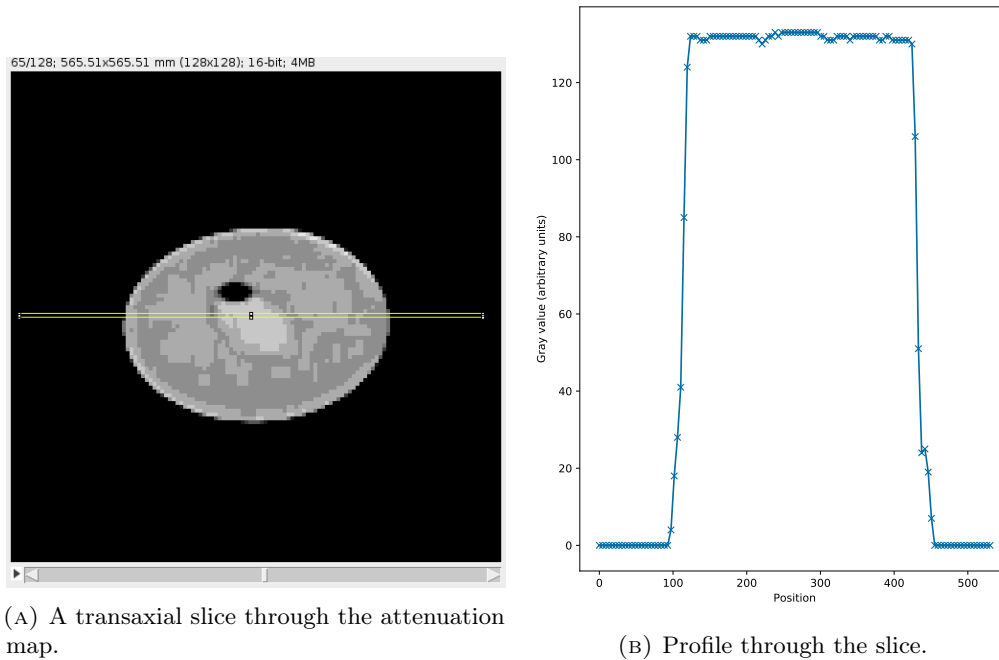 65/128; 565.51x565.51 mm (128x128); 16-bit; 4MB
(A) A transaxial slice through the attenuation
map.
120
100
80
60
40
20
0
Gray value (arbitrary units)
0 100 200 300 400 500
Position
(B) Profile through the slice.